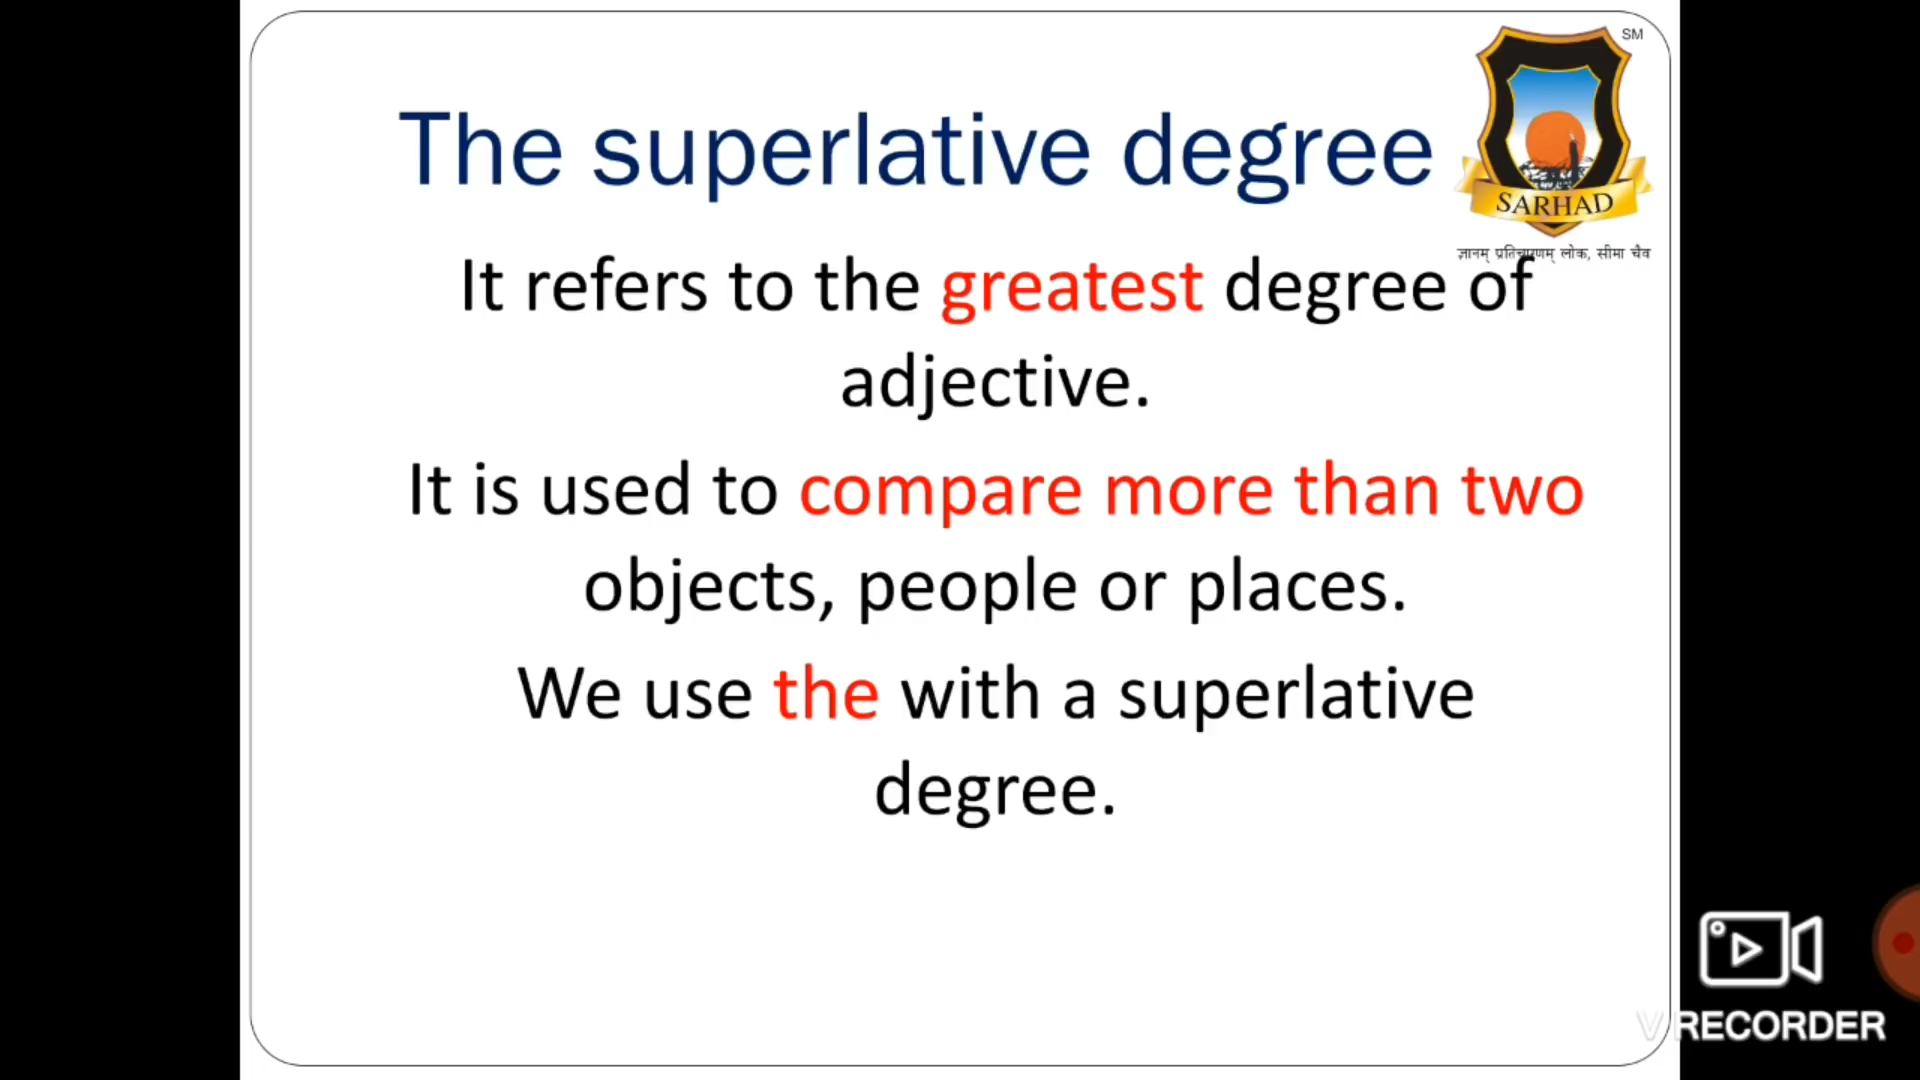 SM
The superlative degree
SARHAD
ज्ञानम् लोक, सीमा चैव
It refers to the greatest degree of
adjective.
It is used to compare more than two
objects, people or places.
We use the with a superlative
degree.
V RECORDER